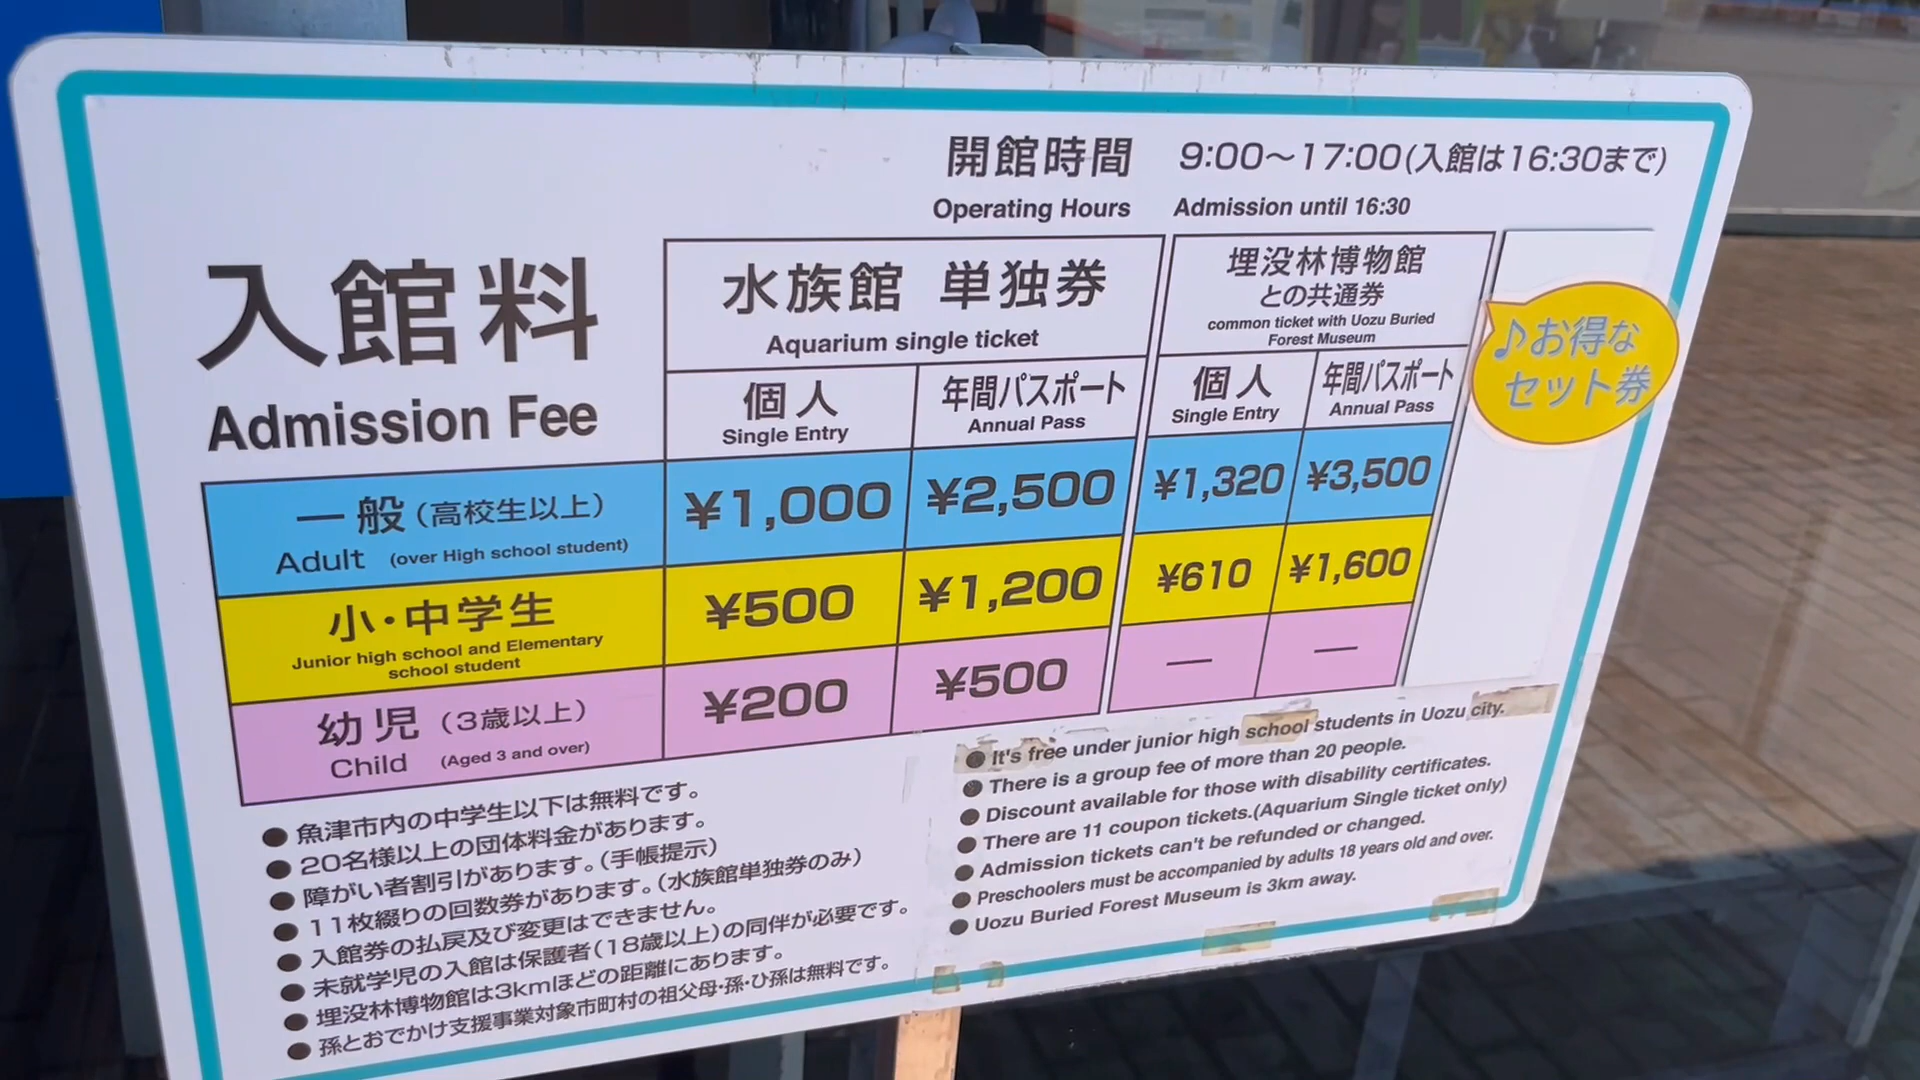 開館時間 9:00～17:00(入館は16:30まで)
Operating Hours Admission until 16:30
入館料
Admission Fee
水族館 単独券
Aquarium single ticket
埋没林博物館
との共通券
common ticket with Uozu Buried
Forest Museum
♪お得な
セット券
個人
Single Entry
年間パスポート
Annual Pass
個人
Single Entry
年間パスポート
Annual Pass
一般(高校生以上) ¥1,000 ¥2,500 ¥1,320 ¥3,500
Adult (over High school student)
小・中学生 ¥500 ¥1,200 ¥610 ¥1,600
Junior high school and Elementary
school student
幼児(3歳以上) ¥200 ¥500 — —
Child (Aged 3 and over)
●魚津市内の中学生以下は無料です。
●20名様以上の団体料金があります。
●障がい者割引があります。(手帳提示)
●11枚綴りの回数券があります。(水族館単独券のみ)
●入館券の払戻及び変更はできません。
●未就学児の入館は保護者(18歳以上)の同伴が必要です。
●埋没林博物館は3kmほどの距離にあります。
●孫とおでかけ支援事業対象市町村の祖父母・孫・ひ孫は無料です。
●It's free under junior high school students in Uozu city.
●There is a group fee of more than 20 people.
●Discount available for those with disability certificates.
●There are 11 coupon tickets.(Aquarium Single ticket only)
●Admission tickets can't be refunded or changed.
●Preschoolers must be accompanied by adults 18 years old and over.
●Uozu Buried Forest Museum is 3km away.